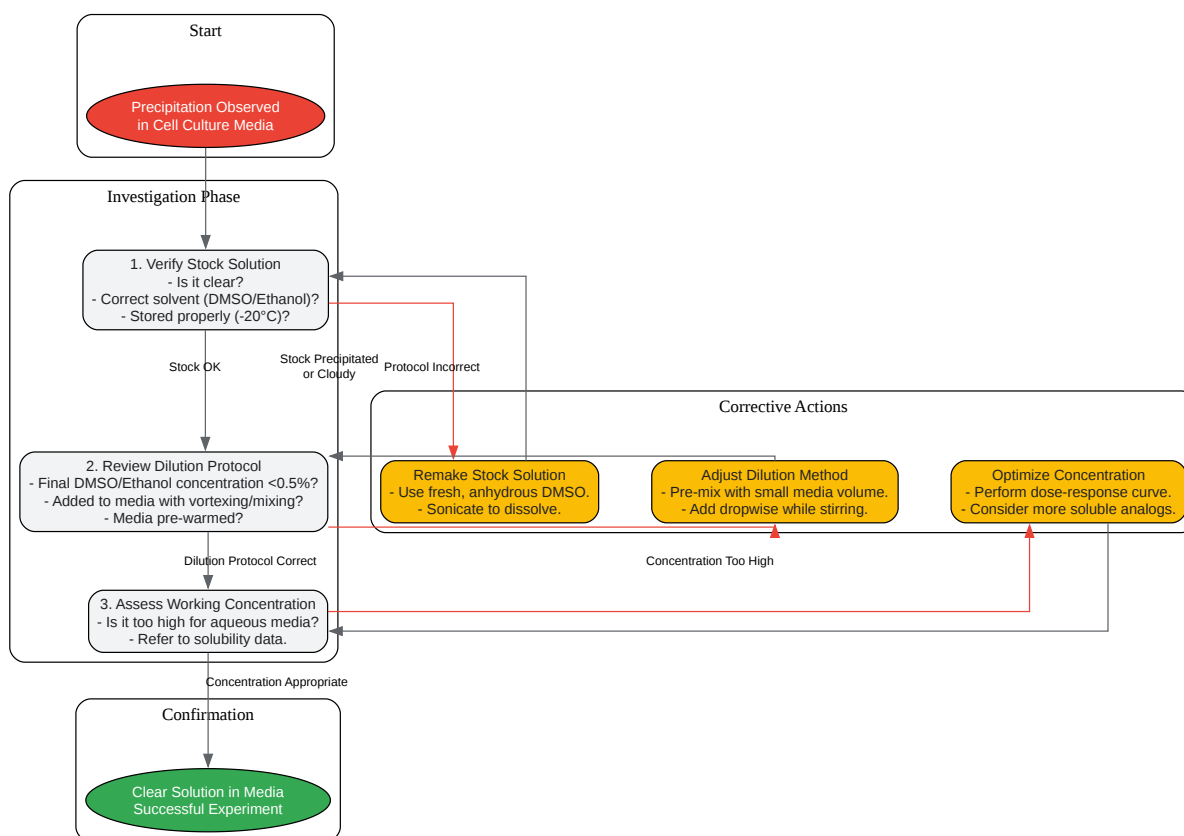 Start
Precipitation Observed
in Cell Culture Media
Investigation Phase
1. Verify Stock Solution
- Is it clear?
- Correct solvent (DMSO/Ethanol)?
- Stored properly (-20°C)?
Stock OK
Stock Precipitated
or Cloudy
Protocol Incorrect
Corrective Actions
2. Review Dilution Protocol
- Final DMSO/Ethanol concentration <0.5%?
- Added to media with vortexing/mixing?
- Media pre-warmed?
Remake Stock Solution
- Use fresh, anhydrous DMSO.
- Sonicate to dissolve.
Adjust Dilution Method
- Pre-mix with small media volume.
- Add dropwise while stirring.
Optimize Concentration
- Perform dose-response curve.
- Consider more soluble analogs.
Dilution Protocol Correct
Concentration Too High
3. Assess Working Concentration
- Is it too high for aqueous media?
- Refer to solubility data.
Concentration Appropriate
Confirmation
Clear Solution in Media
Successful Experiment